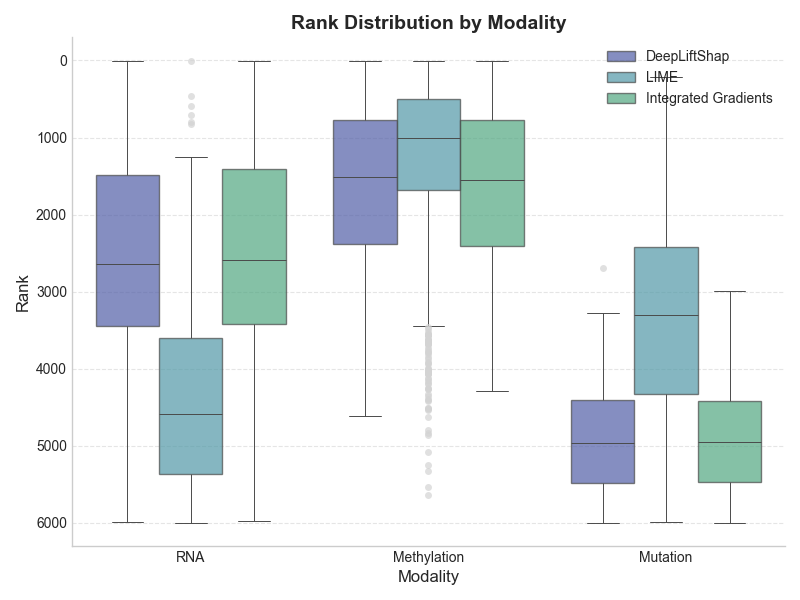 Rank Distribution by Modality
DeepLiftShap
LIME
Integrated Gradients
0
1000
2000
3000
4000
5000
6000
Rank
RNA
Methylation
Mutation
Modality